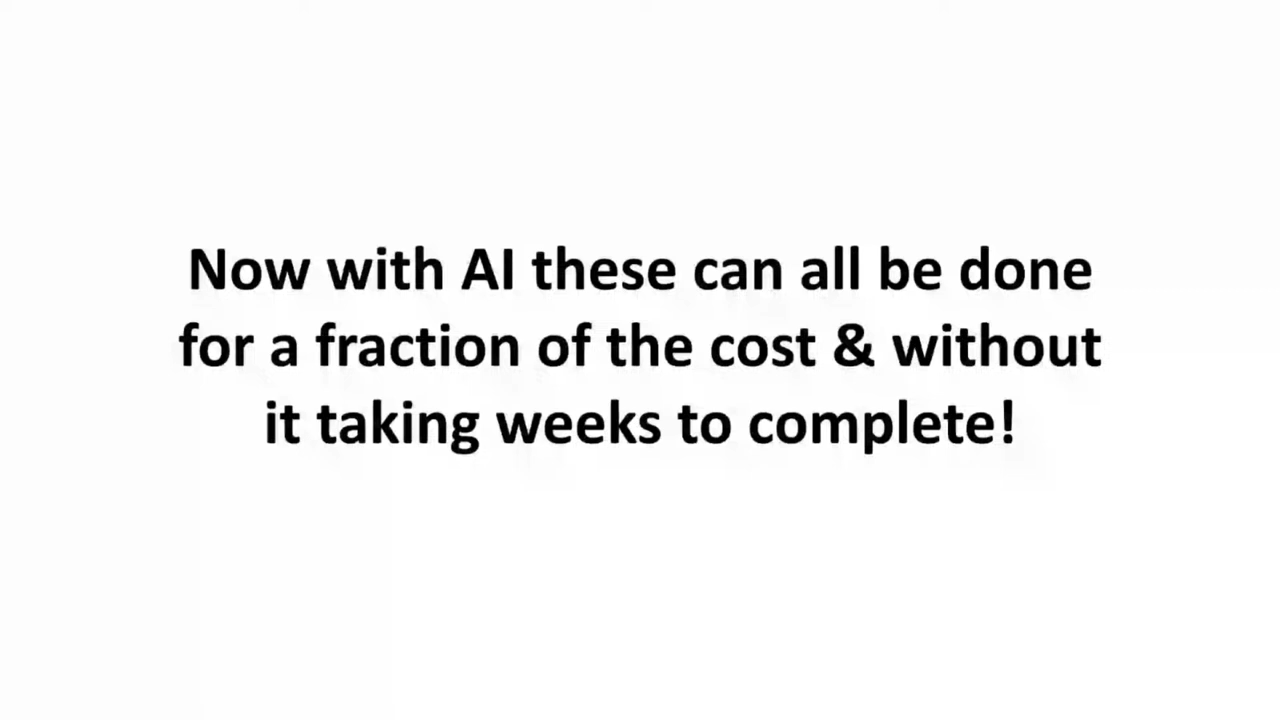 Now with AI these can all be done
for a fraction of the cost & without
it taking weeks to complete!